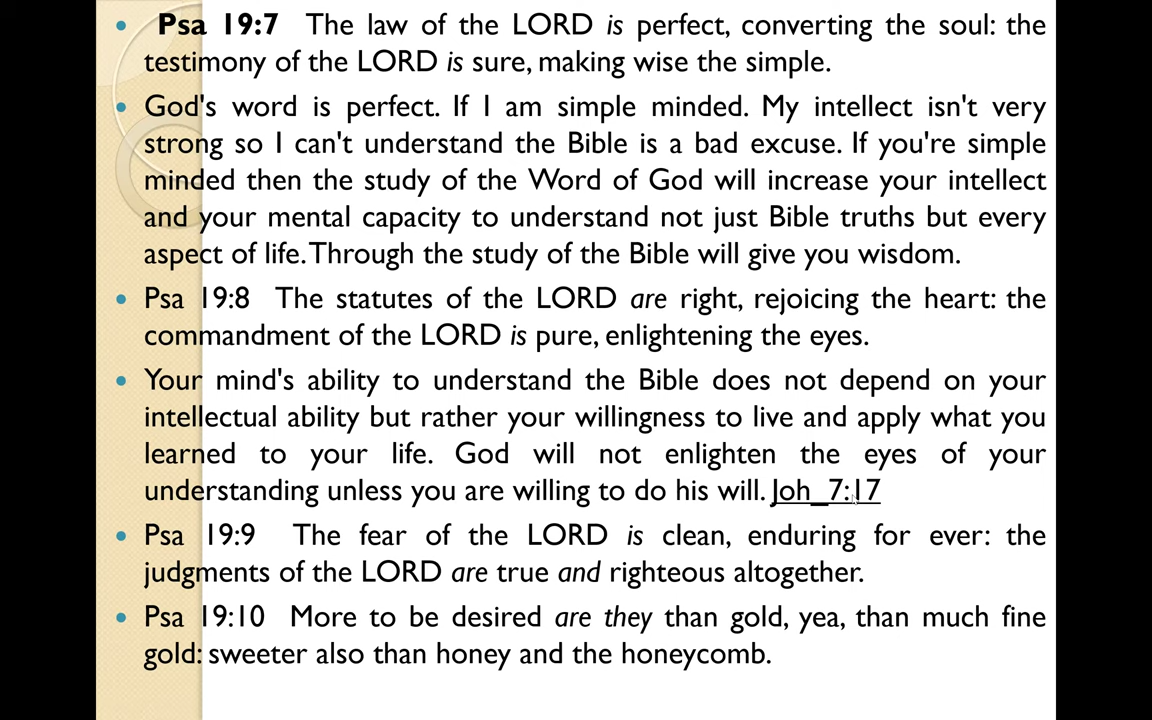 • Psa 19:7 The law of the LORD is perfect, converting the soul: the
testimony of the LORD is sure, making wise the simple.
• God's word is perfect. If I am simple minded. My intellect isn't very
strong so I can't understand the Bible is a bad excuse. If you're simple
minded then the study of the Word of God will increase your intellect
and your mental capacity to understand not just Bible truths but every
aspect of life. Through the study of the Bible will give you wisdom.
• Psa 19:8 The statutes of the LORD are right, rejoicing the heart: the
commandment of the LORD is pure, enlightening the eyes.
• Your mind's ability to understand the Bible does not depend on your
intellectual ability but rather your willingness to live and apply what you
learned to your life. God will not enlighten the eyes of your
understanding unless you are willing to do his will. Joh_7:17
• Psa 19:9 The fear of the LORD is clean, enduring for ever: the
judgments of the LORD are true and righteous altogether.
• Psa 19:10 More to be desired are they than gold, yea, than much fine
gold: sweeter also than honey and the honeycomb.